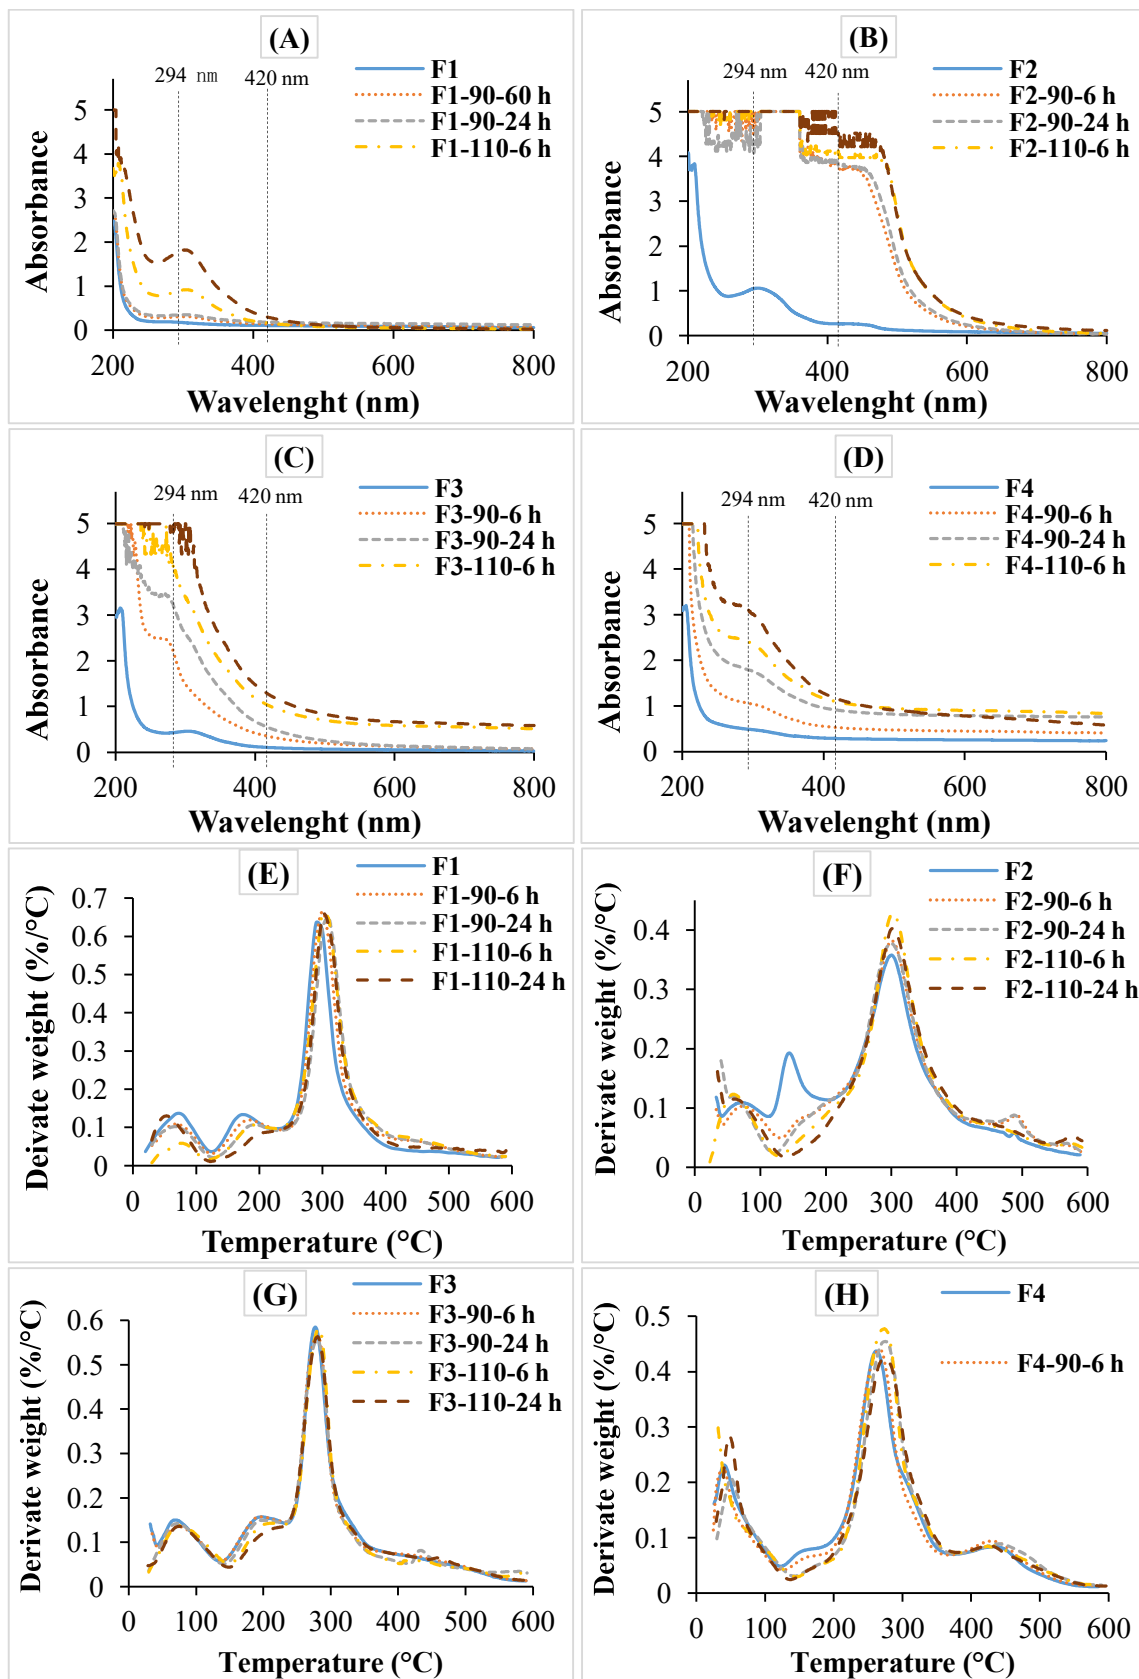 (A)
294 nm
420 nm
F1
F1-90-60 h
F1-90-24 h
F1-110-6 h
5
4
3
2
1
0
200
400
600
800
Absorbance
Wavelenght (nm)
(B)
294 nm
420 nm
F2
F2-90-6 h
F2-90-24 h
F2-110-6 h
5
4
3
2
1
0
200
400
600
800
Absorbance
Wavelenght (nm)
(C)
294 nm
420 nm
F3
F3-90-6 h
F3-90-24 h
F3-110-6 h
5
4
3
2
1
0
200
400
600
800
Absorbance
Wavelenght (nm)
(D)
294 nm
420 nm
F4
F4-90-6 h
F4-90-24 h
F4-110-6 h
5
4
3
2
1
0
200
400
600
800
Absorbance
Wavelenght (nm)
(E)
F1
F1-90-6 h
F1-90-24 h
F1-110-6 h
F1-110-24 h
0.7
0.6
0.5
0.4
0.3
0.2
0.1
0
0
100
200
300
400
500
600
Deivate weight (%/°C)
Temperature (°C)
(F)
F2
F2-90-6 h
F2-90-24 h
F2-110-6 h
F2-110-24 h
0.4
0.3
0.2
0.1
0
0
100
200
300
400
500
600
Derivate weight (%/°C)
Temperature (°C)
(G)
F3
F3-90-6 h
F3-90-24 h
F3-110-6 h
F3-110-24 h
0.6
0.5
0.4
0.3
0.2
0.1
0
0
100
200
300
400
500
600
Derivate weight (%/°C)
Temperature (°C)
(H)
F4
F4-90-6 h
0.5
0.4
0.3
0.2
0.1
0
0
100
200
300
400
500
600
Derivate weight (%/°C)
Temperature (°C)